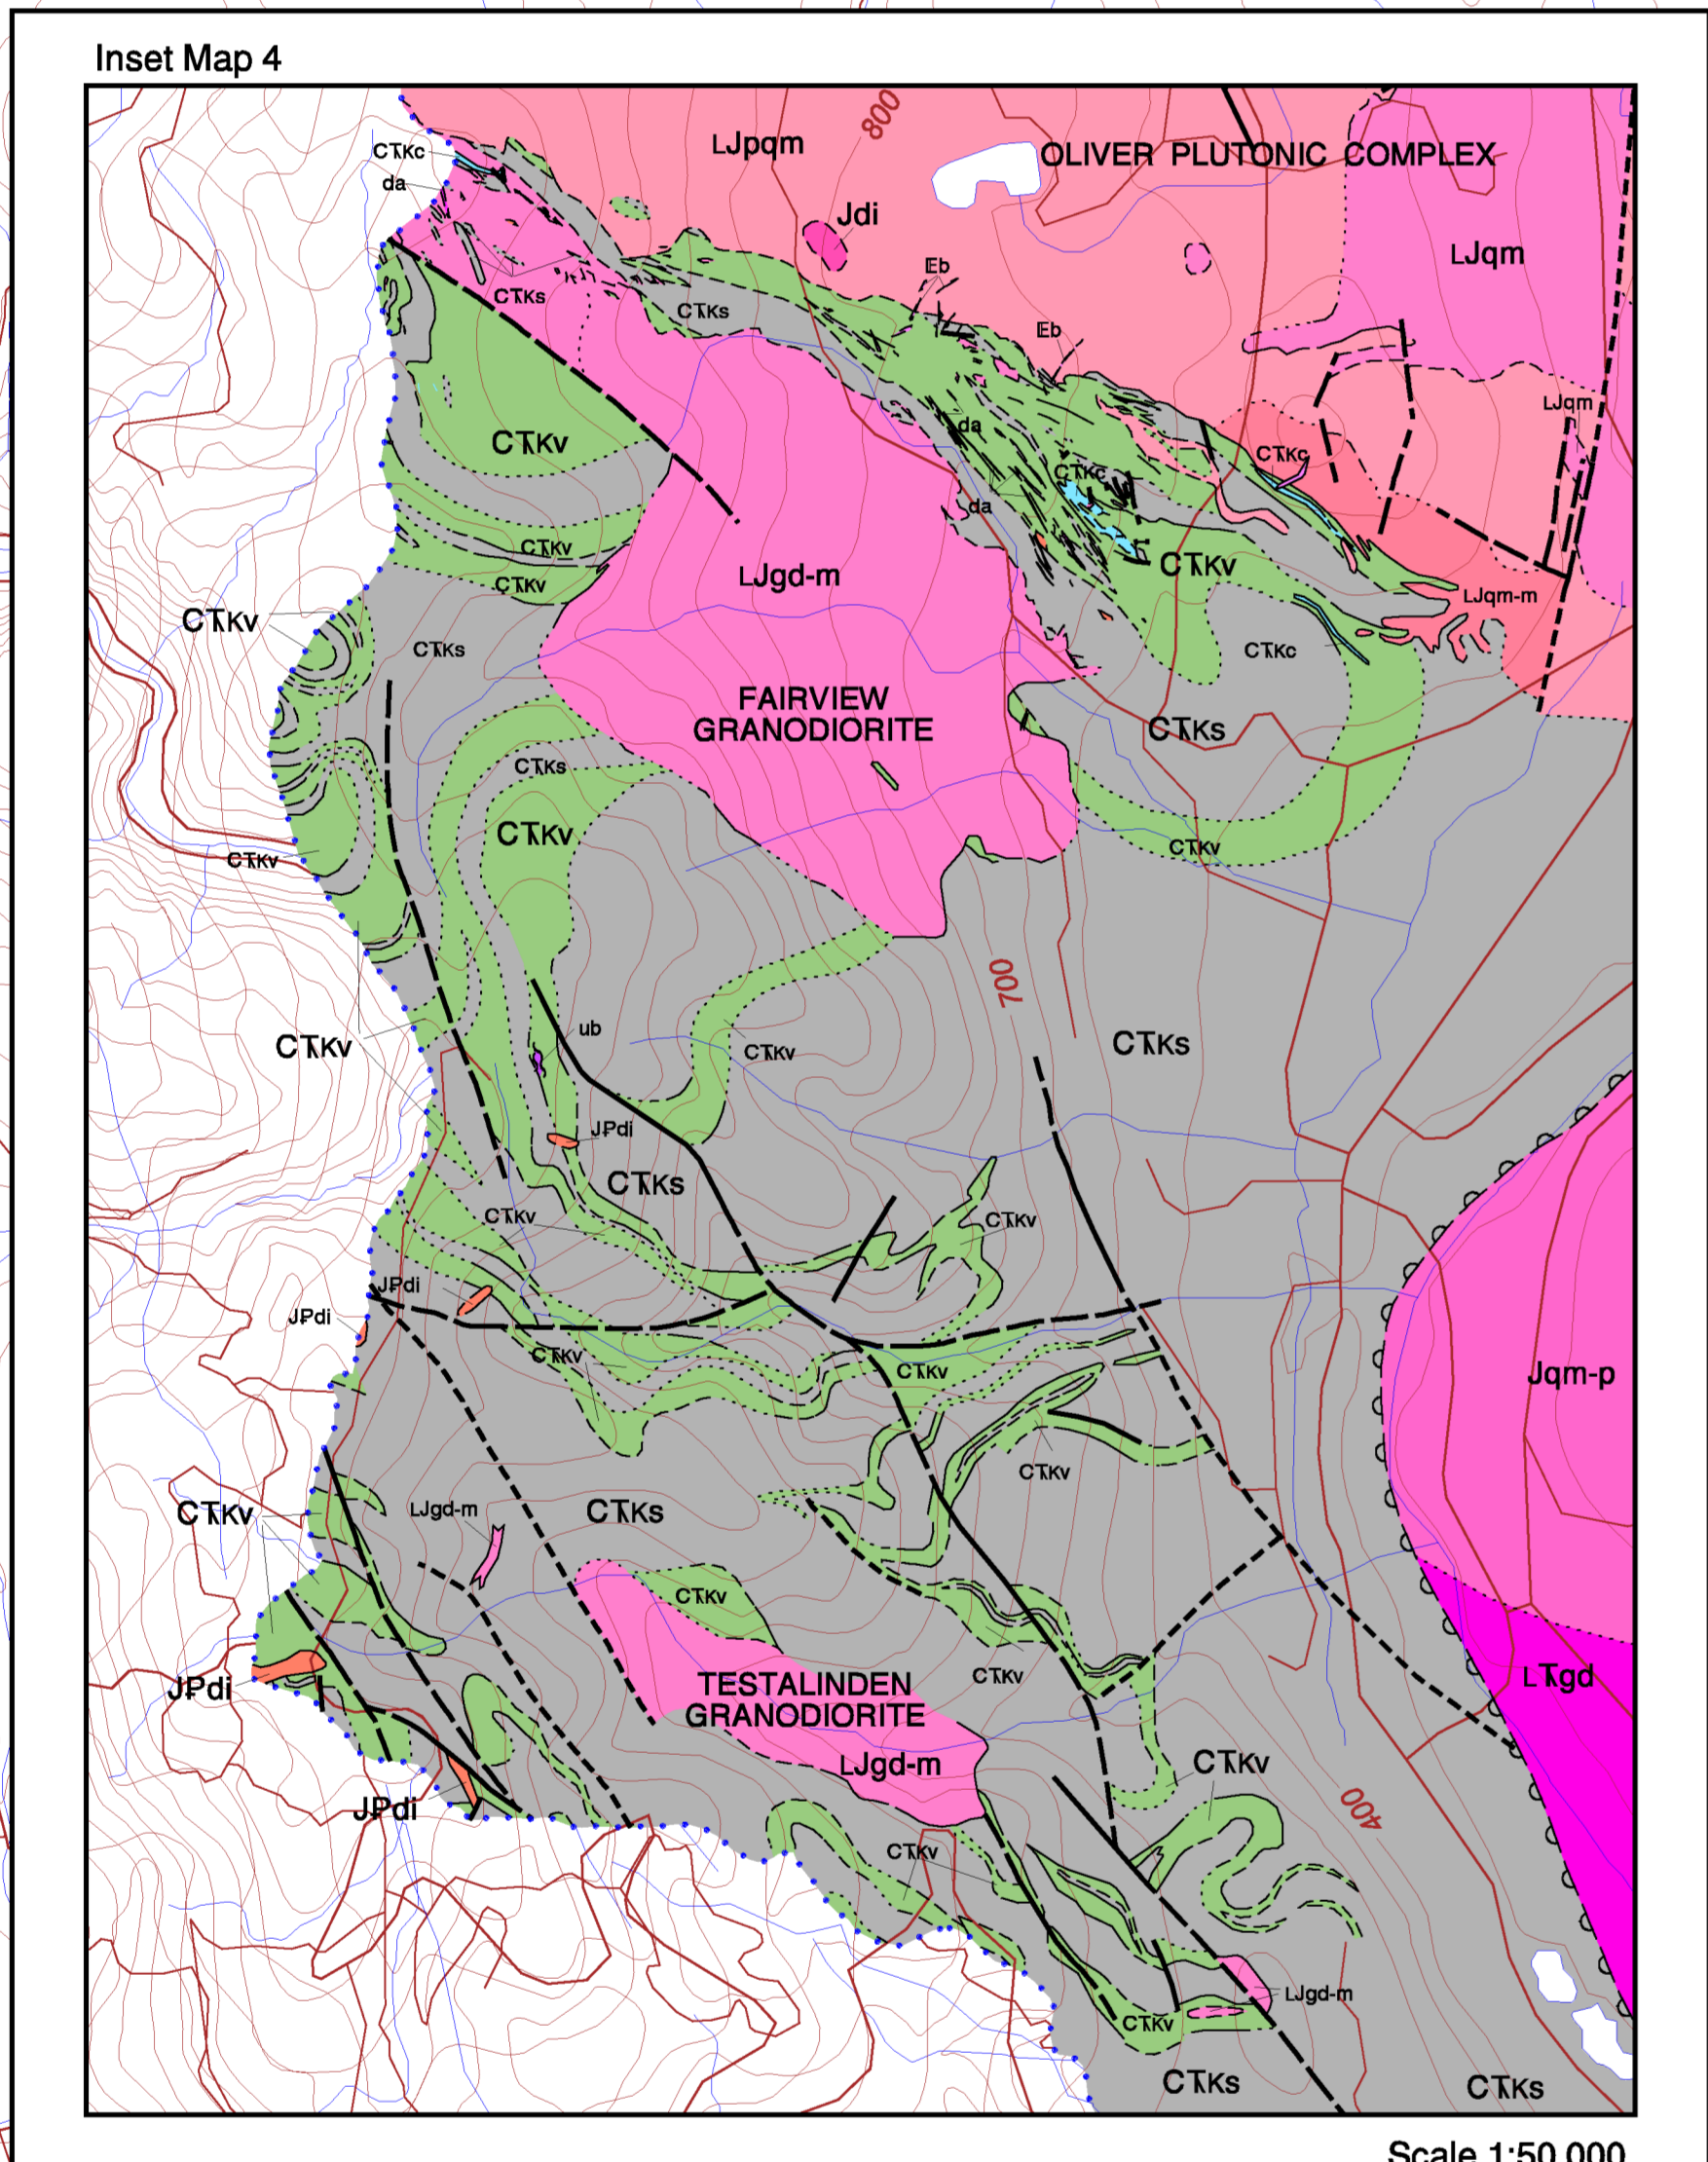 Inset Map 4
LJpqm
800
OLIVER PLUTONIC COMPLEX
CTKc
da
Jdi
LJqm
Eb
CTKs
CTKs
Eb
LJqm
CTKv
da
CTKc
CTKc
da
CTKv
CTKv
LJgd-m
CTKv
LJqm-m
CTKv
CTKs
CTKc
FAIRVIEW
GRANODIORITE
CTKs
CTKs
CTKv
CTKv
CTKv
700
ub
CTKv
CTKv
CTKs
JPdi
CTKs
CTKv
CTKv
JPdi
JPdi
CTKv
CTKv
Jqm-p
CTKv
CTKv
LJgd-m
CTKs
CTKv
LTgd
JPdi
TESTALINDEN
GRANODIORITE
CTKv
LJgd-m
CTKv
JPdi
400
CTKv
LJgd-m
CTKv
CTKs
CTKs
Scale 1:50 000